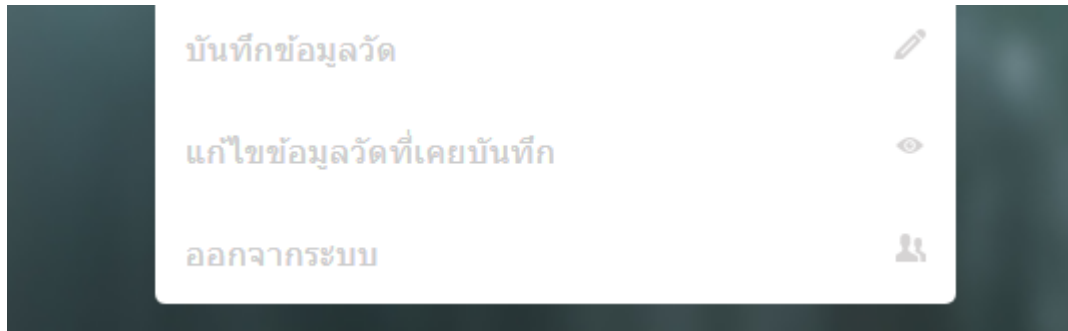 บันทึกข้อมูลวัด
แก้ไขข้อมูลวัดที่เคยบันทึก
ออกจากระบบ